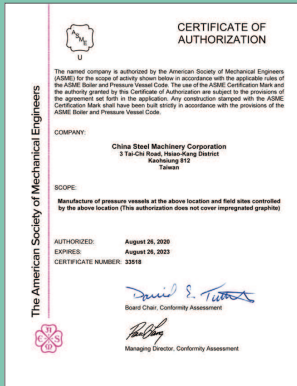 ASME
U
CERTIFICATE OF
AUTHORIZATION
The named company is authorized by the American Society of Mechanical Engineers
(ASME) for the scope of activity shown below in accordance with the applicable rules of
the ASME Boiler and Pressure Vessel Code. The use of the ASME Certification Mark and
the authority granted by this Certificate of Authorization are subject to the provisions of
the agreement set forth in the application. Any construction stamped with the ASME
Certification Mark shall have been built strictly in accordance with the provisions of the
ASME Boiler and Pressure Vessel Code.
COMPANY:
China Steel Machinery Corporation
3 Tai-Chi Road, Hsiao-Kang District
Kaohsiung 812
Taiwan
SCOPE:
Manufacture of pressure vessels at the above location and field sites controlled
by the above location (This authorization does not cover impregnated graphite)
AUTHORIZED: August 26, 2020
EXPIRES: August 26, 2023
CERTIFICATE NUMBER: 33518
Board Chair, Conformity Assessment
Managing Director, Conformity Assessment
The American Society of Mechanical Engineers